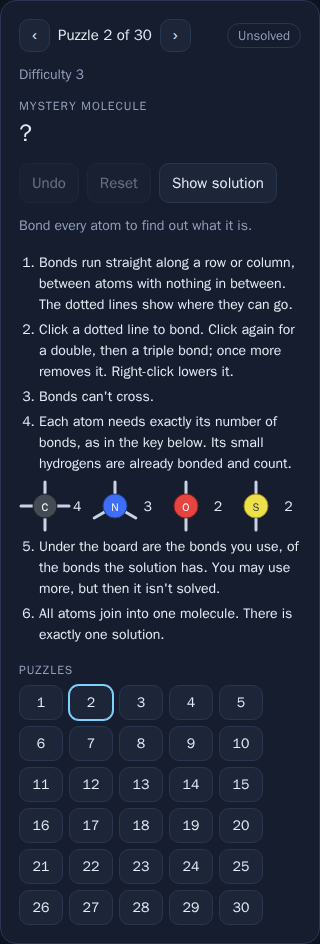 ‹ Puzzle 2 of 30 › Unsolved
Difficulty 3
MYSTERY MOLECULE
?
Undo Reset Show solution
Bond every atom to find out what it is.
1. Bonds run straight along a row or column,
between atoms with nothing in between.
The dotted lines show where they can go.
2. Click a dotted line to bond. Click again for
a double, then a triple bond; once more
removes it. Right-click lowers it.
3. Bonds can't cross.
4. Each atom needs exactly its number of
bonds, as in the key below. Its small
hydrogens are already bonded and count.
C 4 N 3 O 2 S 2
5. Under the board are the bonds you use, of
the bonds the solution has. You may use
more, but then it isn't solved.
6. All atoms join into one molecule. There is
exactly one solution.
PUZZLES
1 2 3 4 5
6 7 8 9 10
11 12 13 14 15
16 17 18 19 20
21 22 23 24 25
26 27 28 29 30